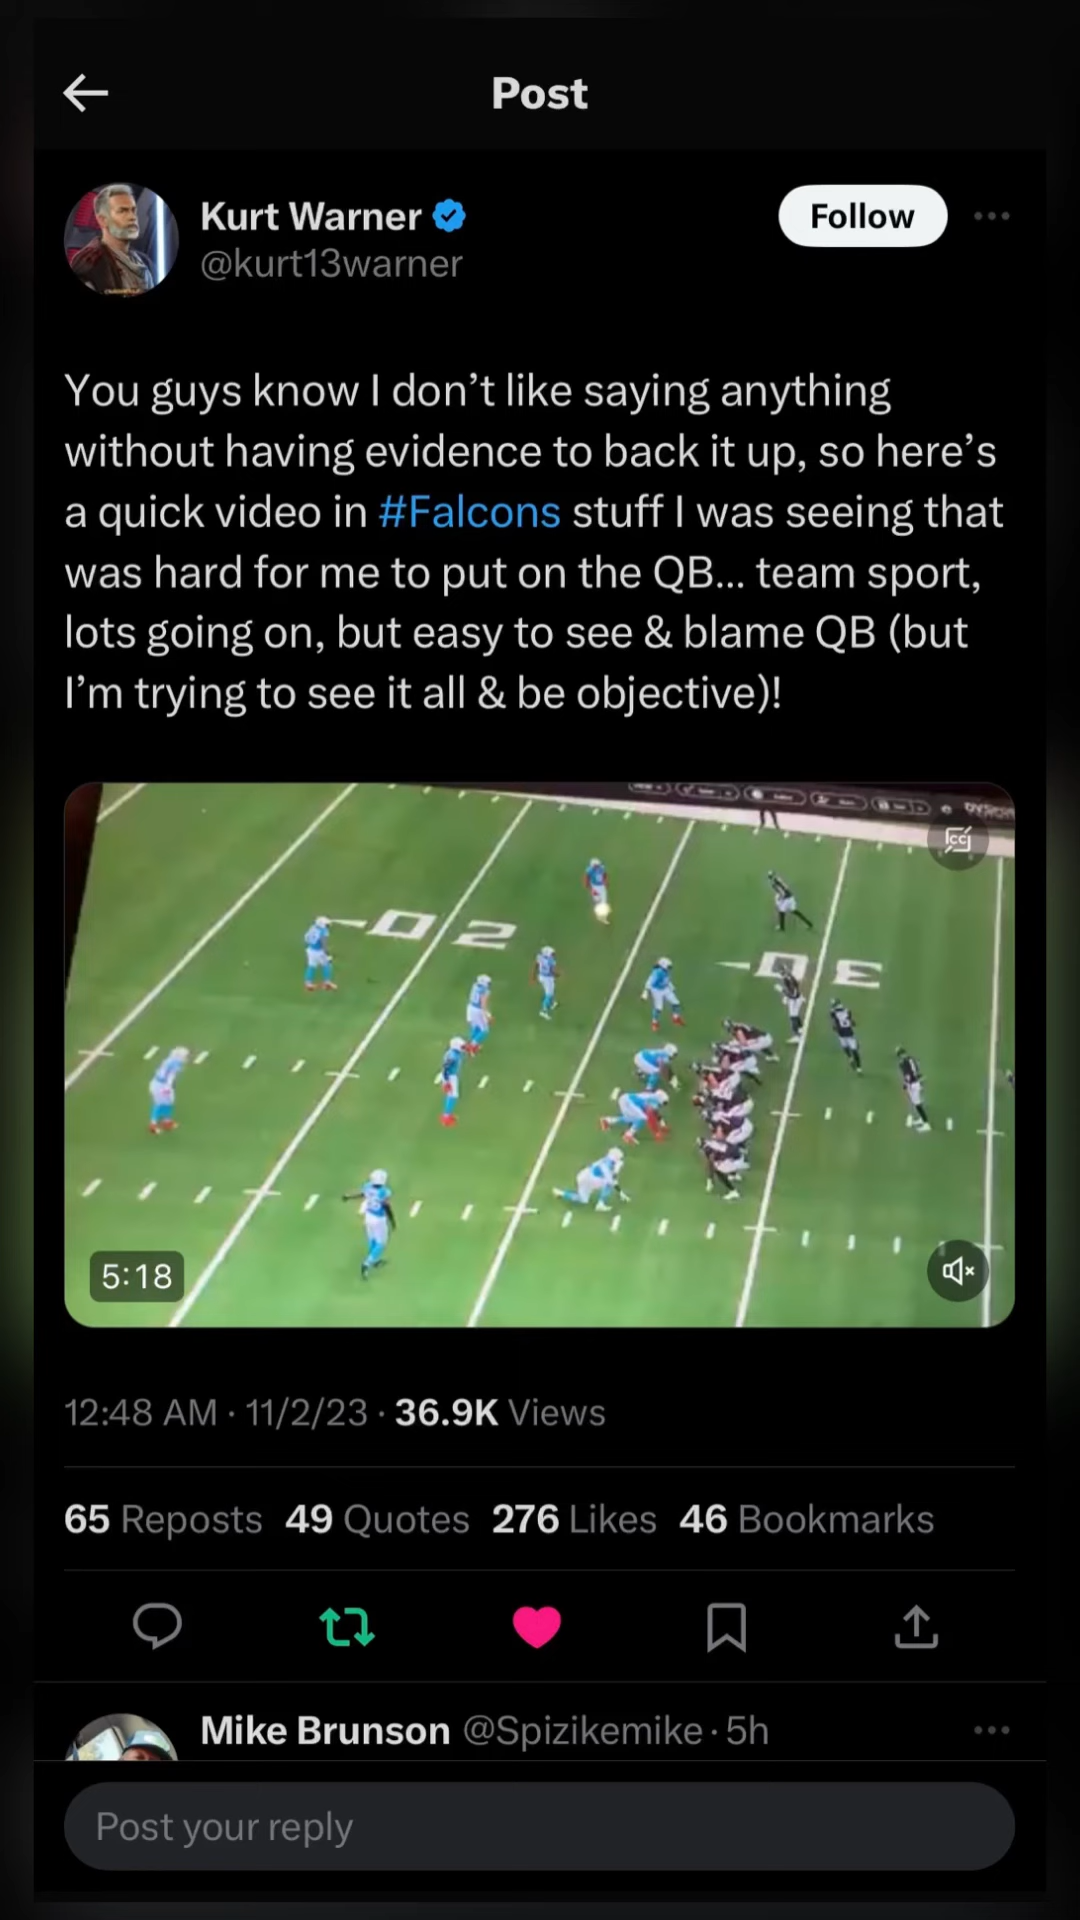 Post
Kurt Warner
Follow
@kurt13warner
You guys know I don’t like saying anything
without having evidence to back it up, so here’s
a quick video in #Falcons stuff I was seeing that
was hard for me to put on the QB... team sport,
lots going on, but easy to see & blame QB (but
I’m trying to see it all & be objective)!
CC
20
30
5:18
12:48 AM · 11/2/23 · 36.9K Views
65 Reposts 49 Quotes 276 Likes 46 Bookmarks
Mike Brunson @Spizikemike · 5h
Post your reply